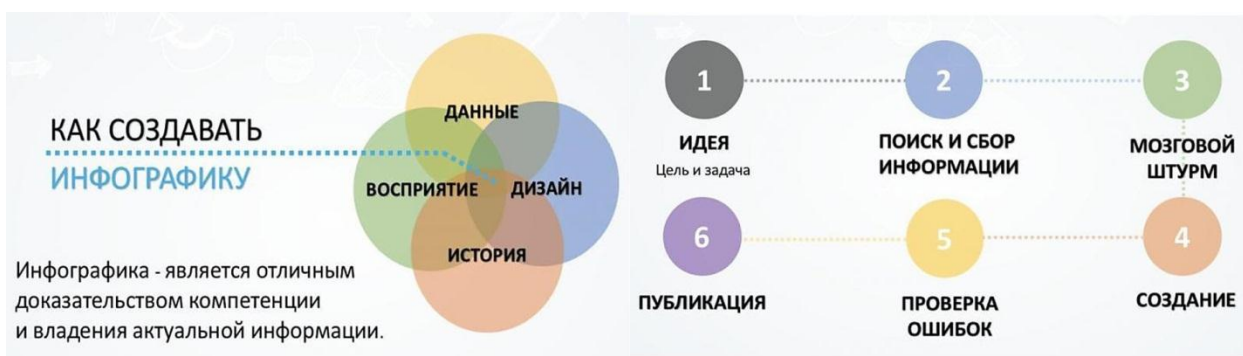 КАК СОЗДАВАТЬ
ИНФОГРАФИКУ
ДАННЫЕ
ВОСПРИЯТИЕ
ДИЗАЙН
ИСТОРИЯ
Инфографика - является отличным
доказательством компетенции
и владения актуальной информации.
1
ИДЕЯ
Цель и задача
2
ПОИСК И СБОР
ИНФОРМАЦИИ
3
МОЗГОВОЙ
ШТУРМ
4
СОЗДАНИЕ
5
ПРОВЕРКА
ОШИБОК
6
ПУБЛИКАЦИЯ